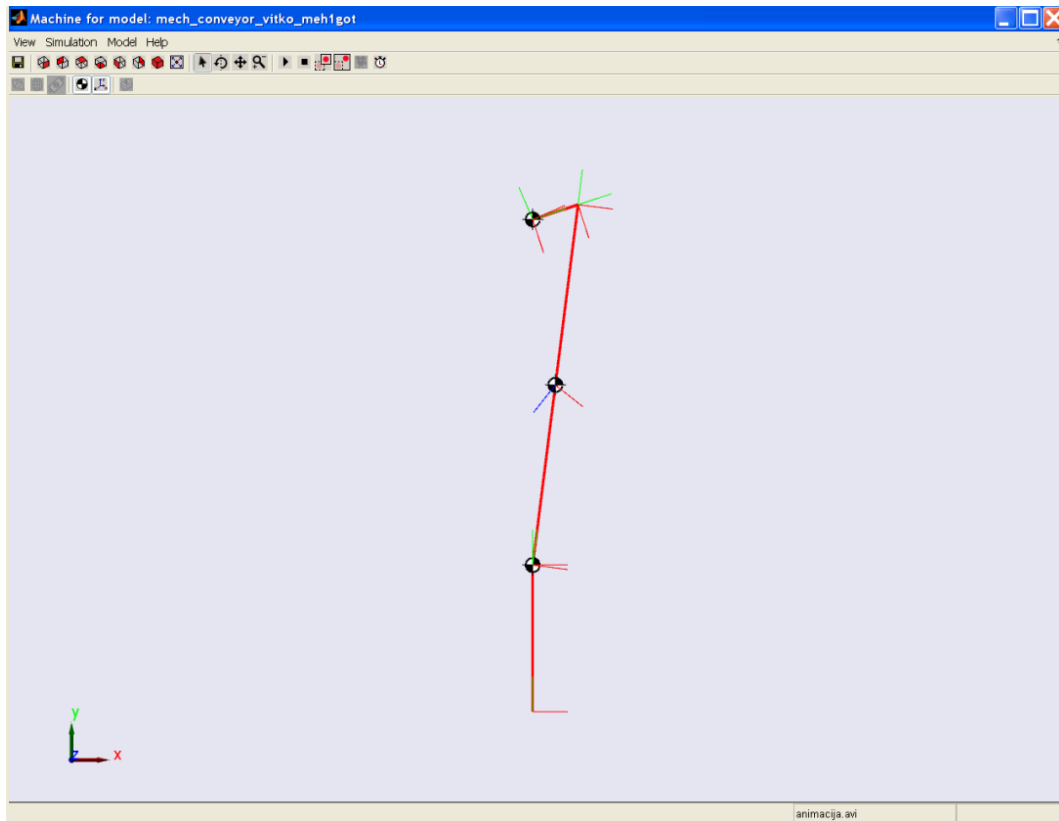 Machine for model: mech_conveyor_vitko_meh1got
View Simulation Model Help
y
z
x
animacija.avi